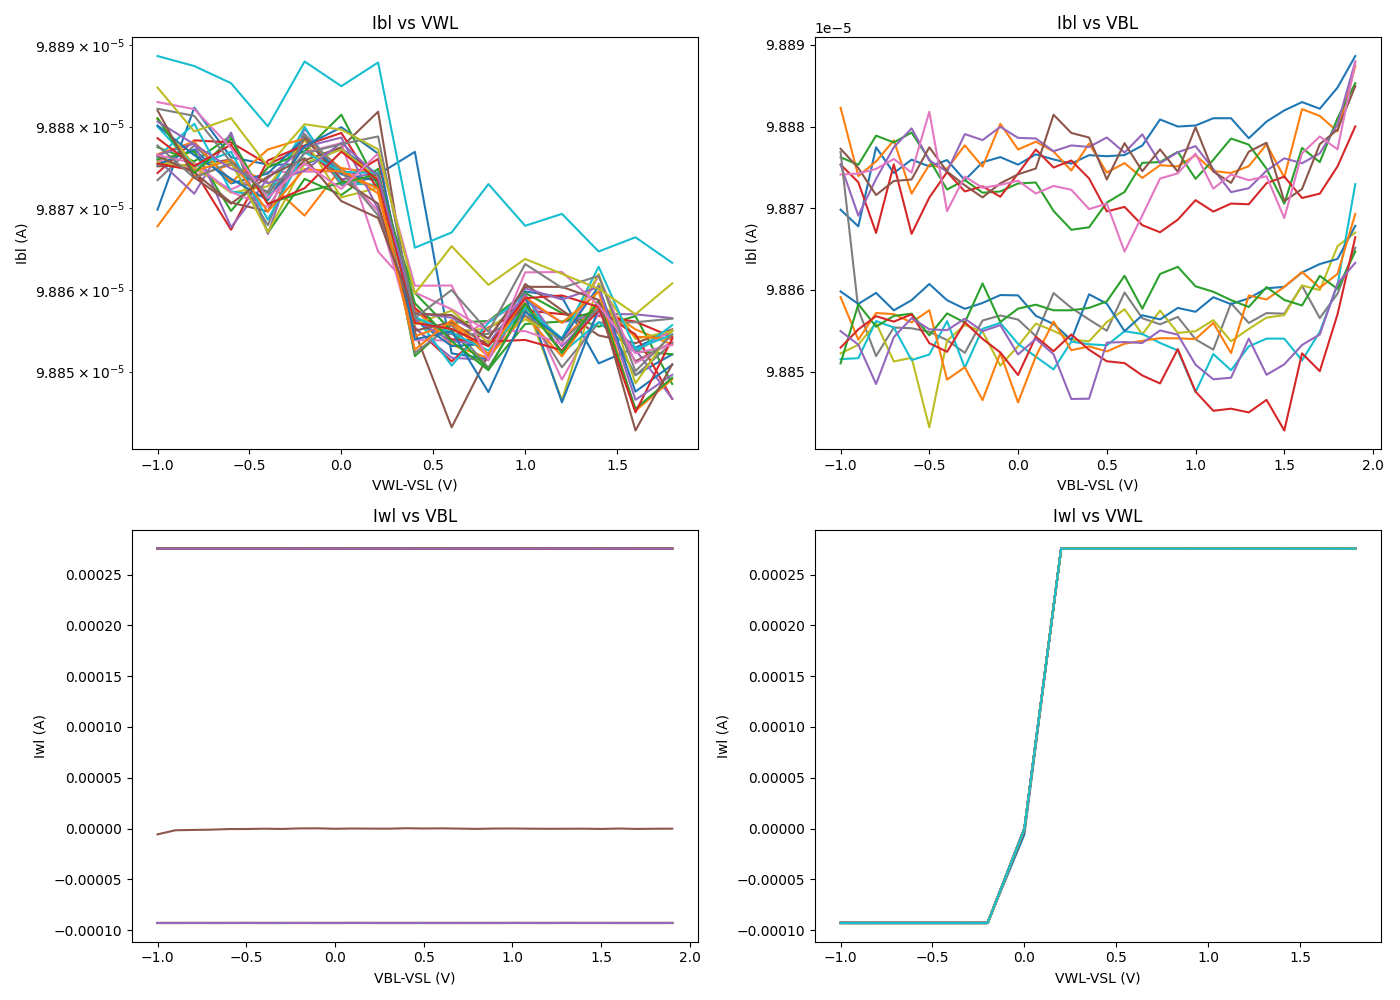 Ibl vs VWL
9.889 × 10⁻⁵
9.888 × 10⁻⁵
9.887 × 10⁻⁵
9.886 × 10⁻⁵
9.885 × 10⁻⁵
Ibl (A)
−1.0 −0.5 0.0 0.5 1.0 1.5
VWL-VSL (V)
Ibl vs VBL
1e−5
9.889
9.888
9.887
9.886
9.885
Ibl (A)
−1.0 −0.5 0.0 0.5 1.0 1.5 2.0
VBL-VSL (V)
Iwl vs VBL
0.00025
0.00020
0.00015
0.00010
0.00005
0.00000
−0.00005
−0.00010
Iwl (A)
−1.0 −0.5 0.0 0.5 1.0 1.5 2.0
VBL-VSL (V)
Iwl vs VWL
0.00025
0.00020
0.00015
0.00010
0.00005
0.00000
−0.00005
−0.00010
Iwl (A)
−1.0 −0.5 0.0 0.5 1.0 1.5
VWL-VSL (V)